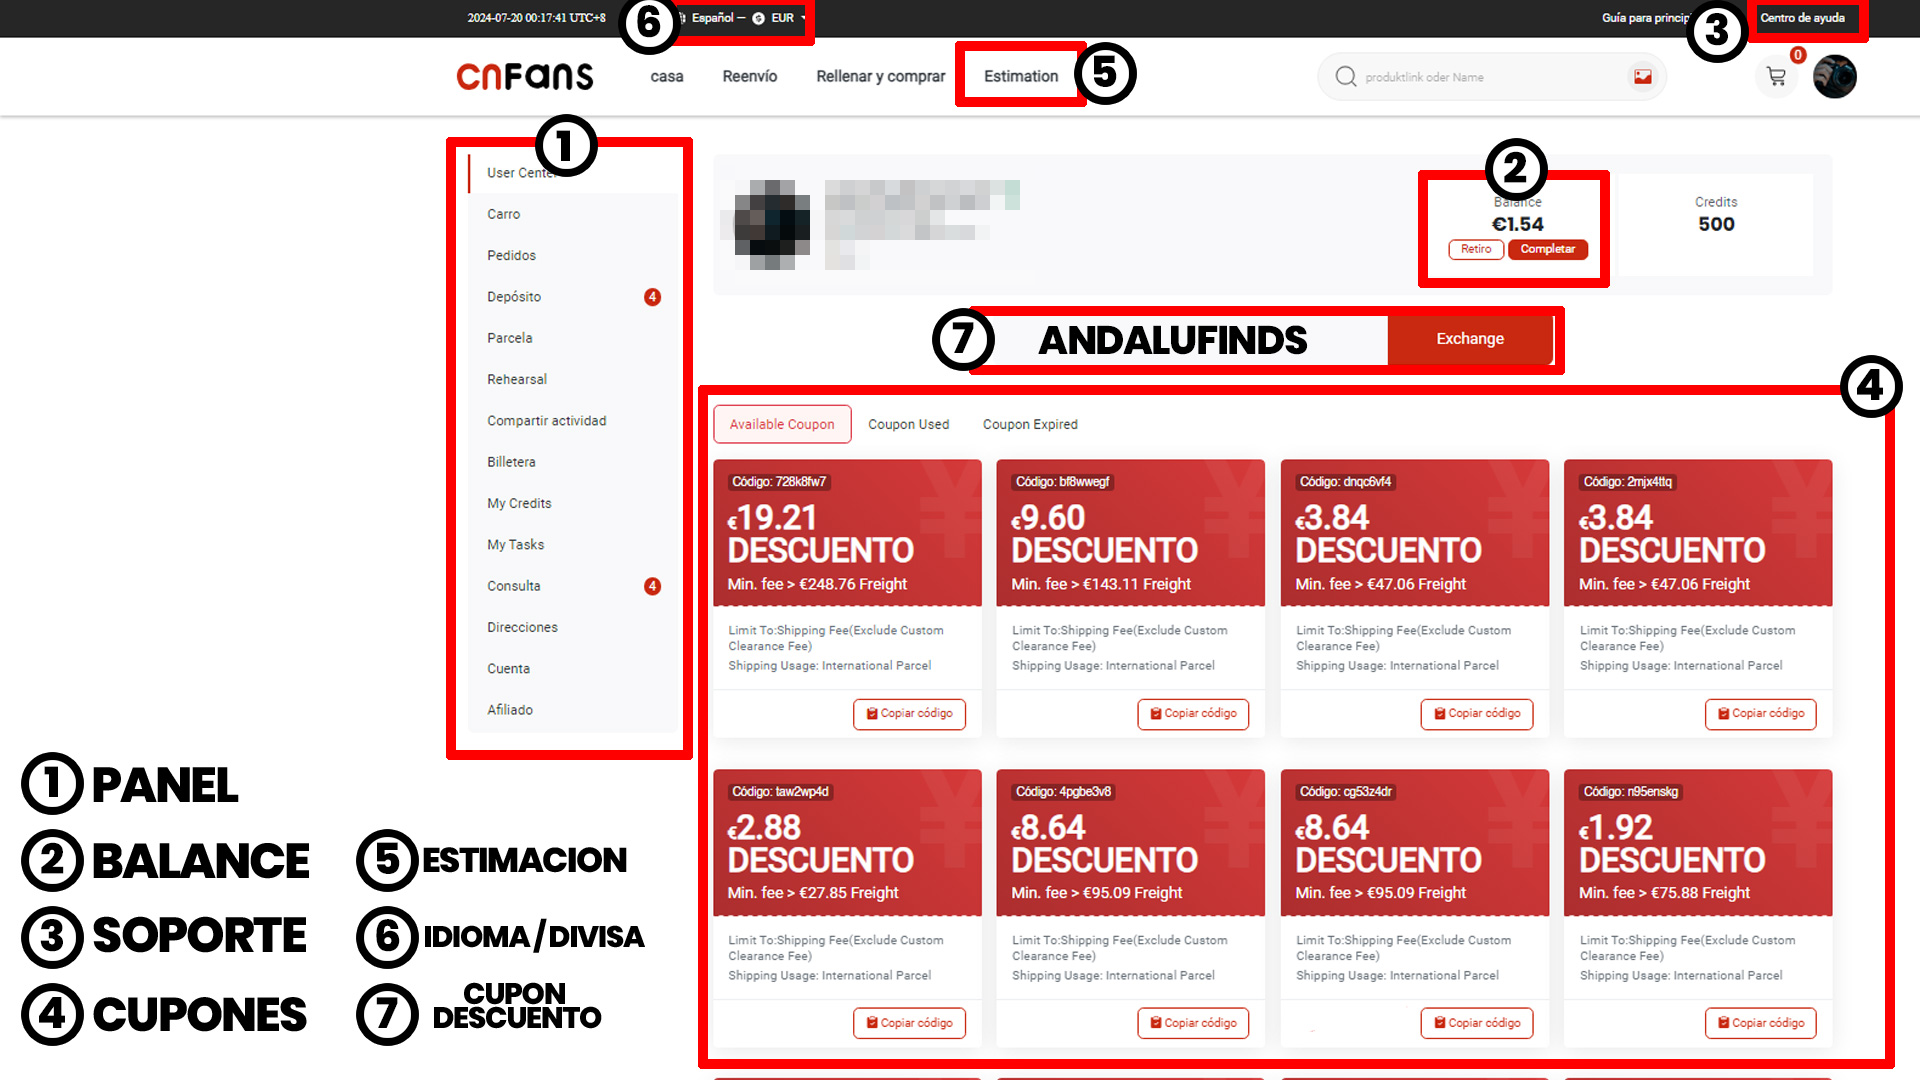 2024-07-20 00:17:41 UTC+8
6
Español — EUR
3
Centro de ayuda
cnFans
casa
Reenvío
Rellenar y comprar
Estimation
5
produktlink oder Name
0
1
User Center
Carro
Pedidos
Depósito 4
Parcela
Rehearsal
Compartir actividad
Billetera
My Credits
My Tasks
Consulta 4
Direcciones
Cuenta
Afiliado
2
Balance
€1.54
Retiro Completar
Credits
500
7
ANDALUFINDS
Exchange
4
Available Coupon Coupon Used Coupon Expired
Código: 728k8fw7
€19.21
DESCUENTO
Min. fee > €248.76 Freight
Limit To:Shipping Fee(Exclude Custom
Clearance Fee)
Shipping Usage: International Parcel
Copiar código
Código: bf8wwegf
€9.60
DESCUENTO
Min. fee > €143.11 Freight
Limit To:Shipping Fee(Exclude Custom
Clearance Fee)
Shipping Usage: International Parcel
Copiar código
Código: dnqc6vf4
€3.84
DESCUENTO
Min. fee > €47.06 Freight
Limit To:Shipping Fee(Exclude Custom
Clearance Fee)
Shipping Usage: International Parcel
Copiar código
Código: 2mjx4ttq
€3.84
DESCUENTO
Min. fee > €47.06 Freight
Limit To:Shipping Fee(Exclude Custom
Clearance Fee)
Shipping Usage: International Parcel
Copiar código
Código: taw2wp4d
€2.88
DESCUENTO
Min. fee > €27.85 Freight
Limit To:Shipping Fee(Exclude Custom
Clearance Fee)
Shipping Usage: International Parcel
Copiar código
Código: 4pgbe3v8
€8.64
DESCUENTO
Min. fee > €95.09 Freight
Limit To:Shipping Fee(Exclude Custom
Clearance Fee)
Shipping Usage: International Parcel
Copiar código
Código: cg53z4dr
€8.64
DESCUENTO
Min. fee > €95.09 Freight
Limit To:Shipping Fee(Exclude Custom
Clearance Fee)
Shipping Usage: International Parcel
Copiar código
Código: n95enskg
€1.92
DESCUENTO
Min. fee > €75.88 Freight
Limit To:Shipping Fee(Exclude Custom
Clearance Fee)
Shipping Usage: International Parcel
Copiar código
1 PANEL
2 BALANCE
3 SOPORTE
4 CUPONES
5 ESTIMACION
6 IDIOMA/DIVISA
7 CUPON
DESCUENTO
Guía para